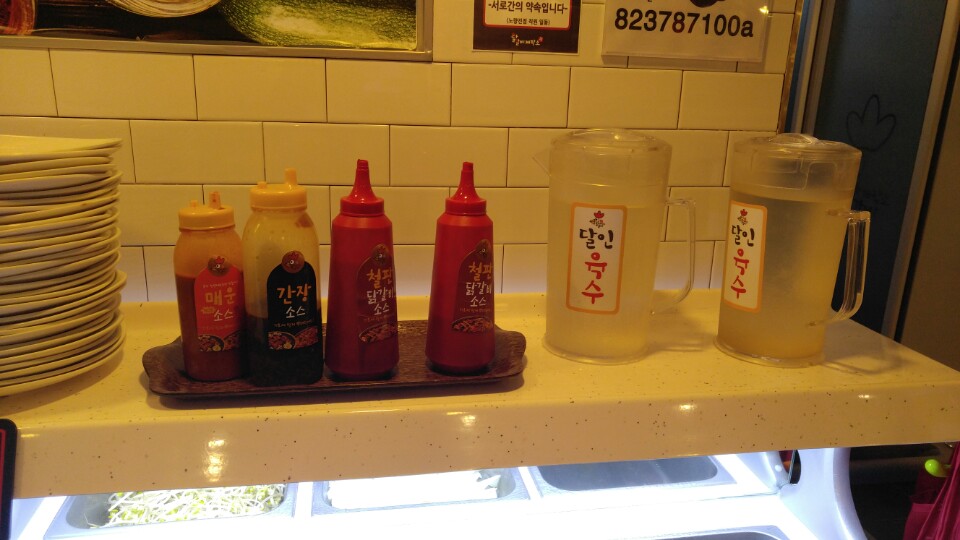 -서로간의 약속입니다-
823787100a
매운
소스
간장
소스
철판
닭갈비
소스
철판
닭갈비
소스
달인
육수
달인
육수